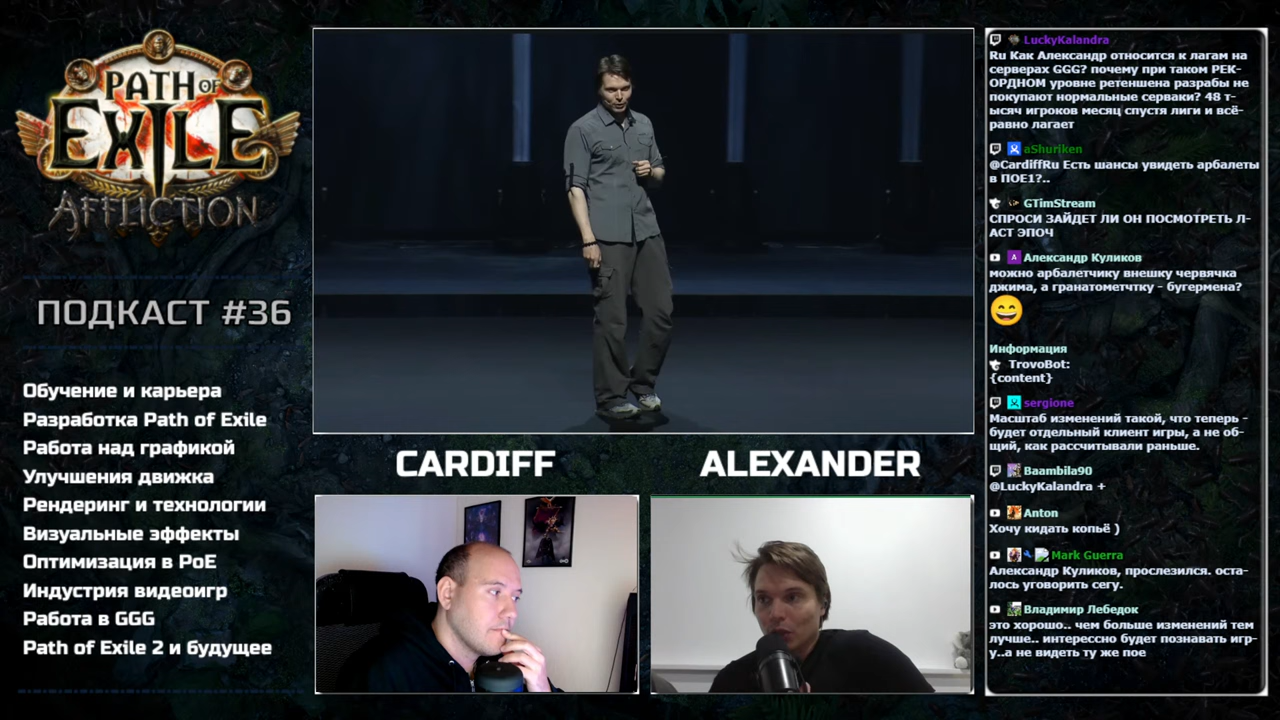 PATH OF
EXILE
AFFLICTION
ПОДКАСТ #36
Обучение и карьера
Разработка Path of Exile
Работа над графикой
Улучшения движка
Рендеринг и технологии
Визуальные эффекты
Оптимизация в PoE
Индустрия видеоигр
Работа в GGG
Path of Exile 2 и будущее
CARDIFF
ALEXANDER
LuckyKalandra
Ru Как Александр относится к лагам на
серверах GGG? почему при таком РЕК-
ОРДНОМ уровне ретеншена разрабы не
покупают нормальные серваки? 48 т-
ысяч игроков месяц спустя лиги и всё-
равно лагает
aShuriken
@CardiffRu Есть шансы увидеть арбалеты
в ПОЕ1?..
GTimStream
СПРОСИ ЗАЙДЕТ ЛИ ОН ПОСМОТРЕТЬ Л-
АСТ ЭПОЧ
А Александр Куликов
можно арбалетчику внешку червячка
джима, а гранатометчтку - бугермена?
Информация
TrovoBot:
{content}
sergione
Масштаб изменений такой, что теперь -
будет отдельный клиент игры, а не об-
щий, как рассчитывали раньше.
Baambila90
@LuckyKalandra +
Anton
Хочу кидать копьё )
Mark Guerra
Александр Куликов, прослезился. оста-
лось уговорить сегу.
Владимир Лебедок
это хорошо.. чем больше изменений тем
лучше.. интерессно будет познавать игр-
у..а не видеть ту же пое